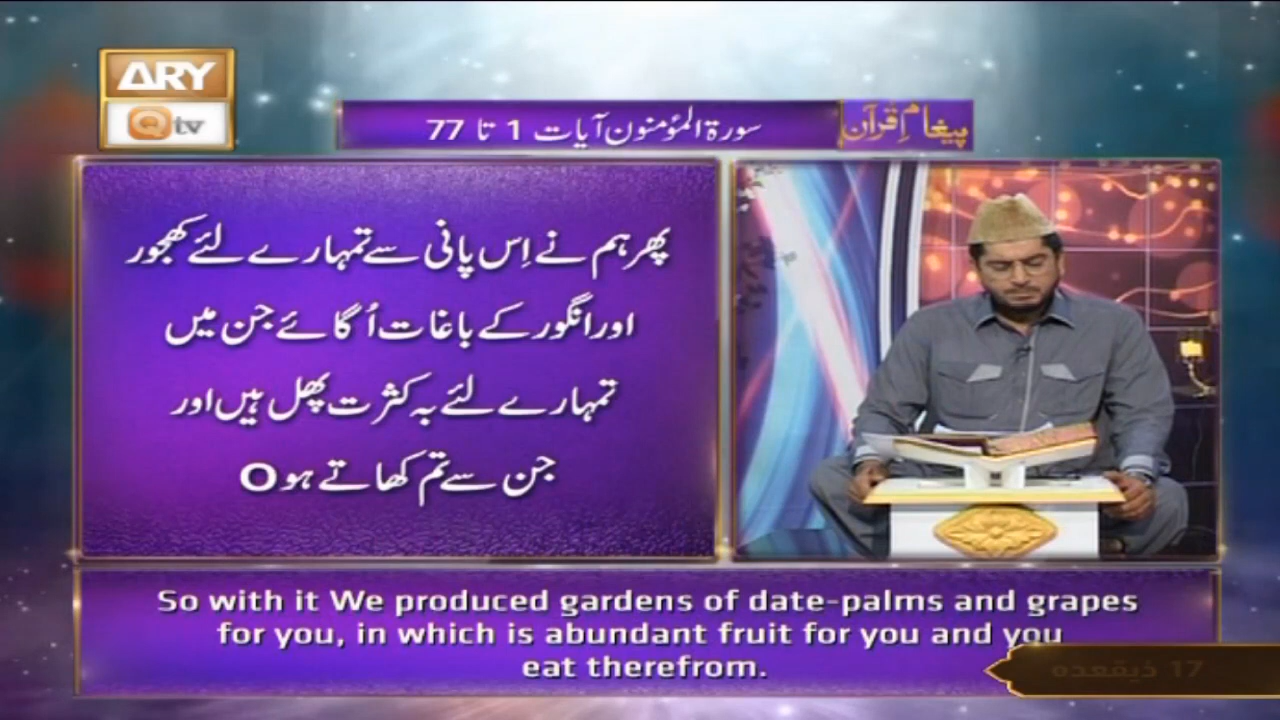 ARY
Qtv
سورۃ المؤمنون آیات 1 تا 77
پیغامِ قرآن
پھر ہم نے اِس پانی سے تمہارے لئے کھجور
اور انگور کے باغات اُگائے جن میں
تمہارے لئے بہ کثرت پھل ہیں اور
جن سے تم کھاتے ہو O
So with it We produced gardens of date-palms and grapes
for you, in which is abundant fruit for you and you
eat therefrom.
17 ذیقعدہ